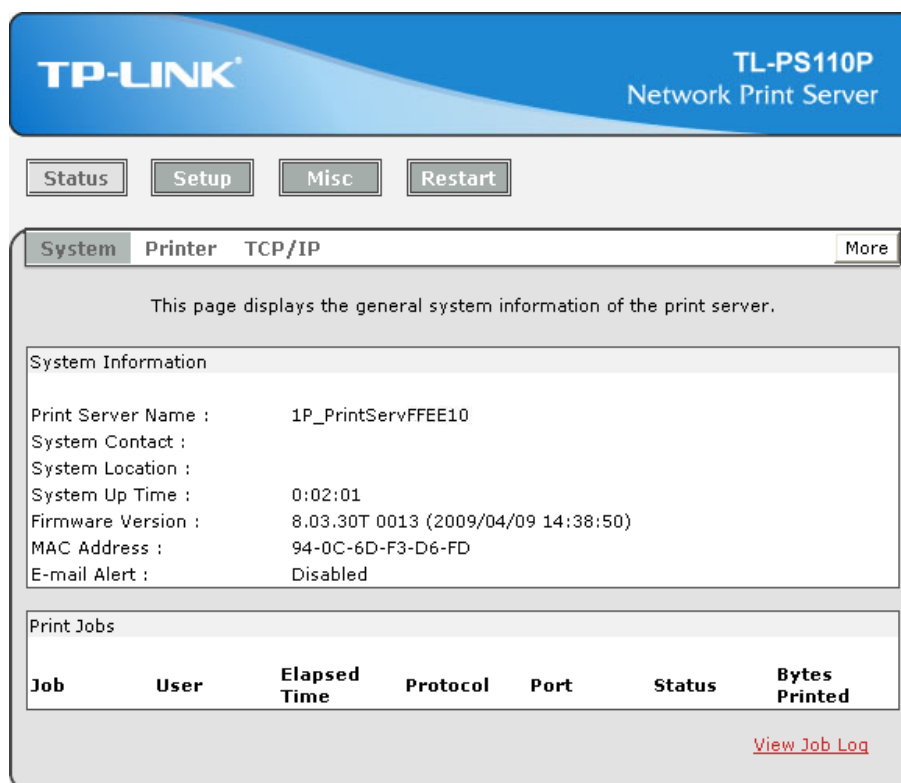 TP-LINK
TL-PS110P
Network Print Server
Status Setup Misc Restart
System Printer TCP/IP More
This page displays the general system information of the print server.
System Information
Print Server Name : 1P_PrintServFFEE10
System Contact :
System Location :
System Up Time : 0:02:01
Firmware Version : 8.03.30T 0013 (2009/04/09 14:38:50)
MAC Address : 94-0C-6D-F3-D6-FD
E-mail Alert : Disabled
Print Jobs
Job User Elapsed Time Protocol Port Status Bytes Printed
View Job Log